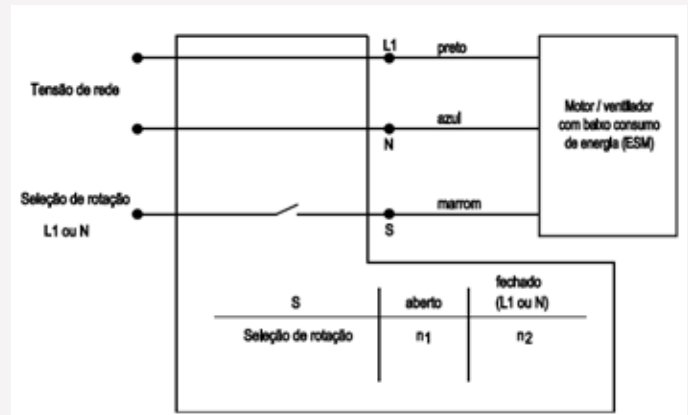 L1
preto
Tensão de rede
azul
N
Motor / ventilador
com baixo consumo
de energia (ESM)
Seleção de rotação
L1 ou N
marrom
S
S
aberto
fechado
(L1 ou N)
Seleção de rotação
n1
n2